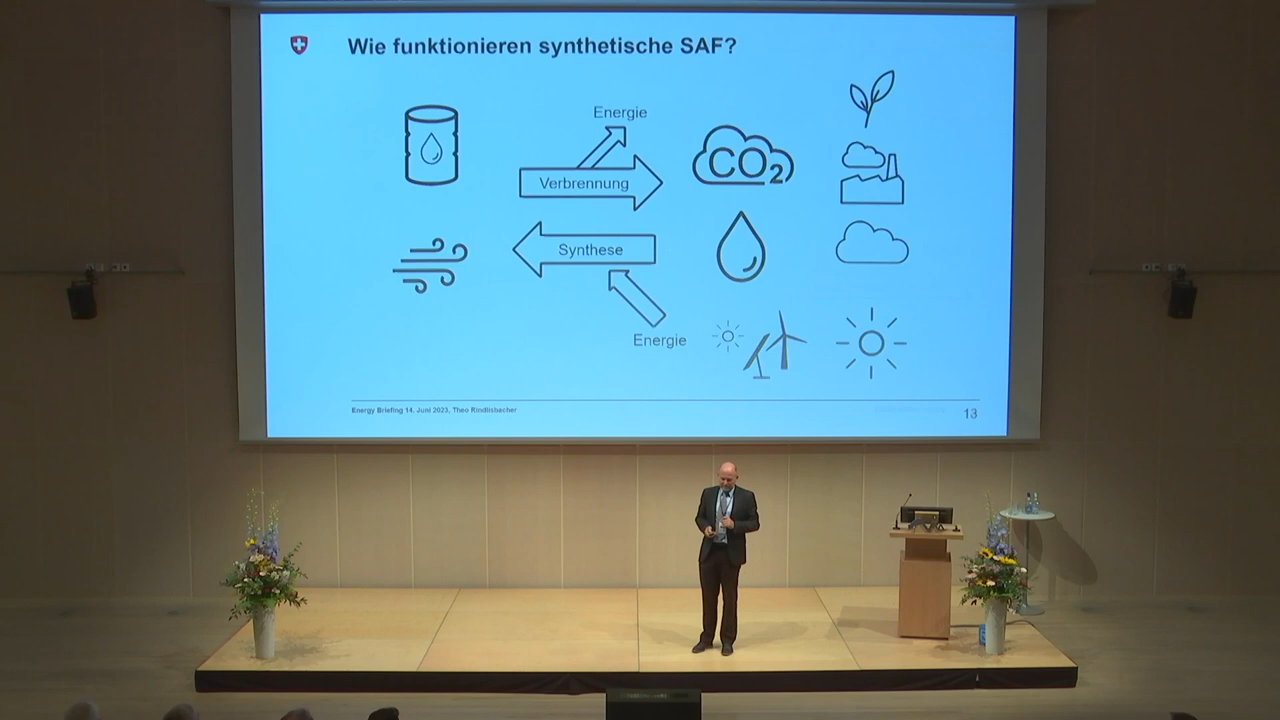 Wie funktionieren synthetische SAF?
Energie
Verbrennung
CO₂
Synthese
Energie
Energy Briefing 14. Juni 2023, Theo Rindlisbacher
13